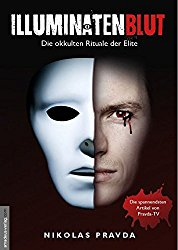 ILLUMINATENBLUT
Die okkulten Rituale der Elite
Die spannendsten
Artikel von
Pravda-TV
NIKOLAS PRAVDA